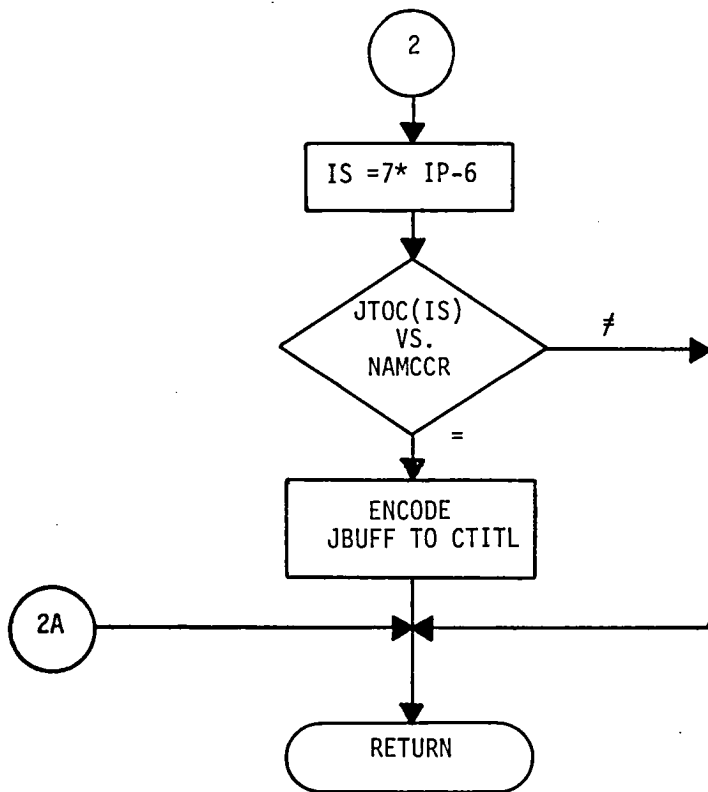 2
IS =7* IP-6
JTOC(IS)
VS.
NAMCCR
≠
=
ENCODE
JBUFF TO CTITL
2A
RETURN